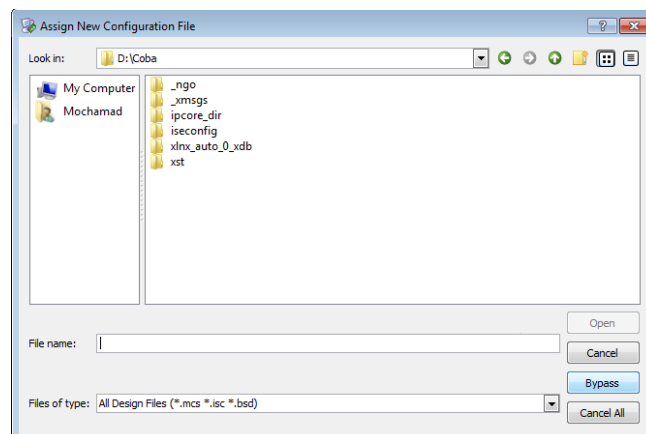 Assign New Configuration File
Look in: D:\Coba
My Computer
Mochamad
_ngo
_xmsgs
ipcore_dir
iseconfig
xlnx_auto_0_xdb
xst
Open
File name:
Cancel
Bypass
Files of type: All Design Files (*.mcs *.isc *.bsd)
Cancel All